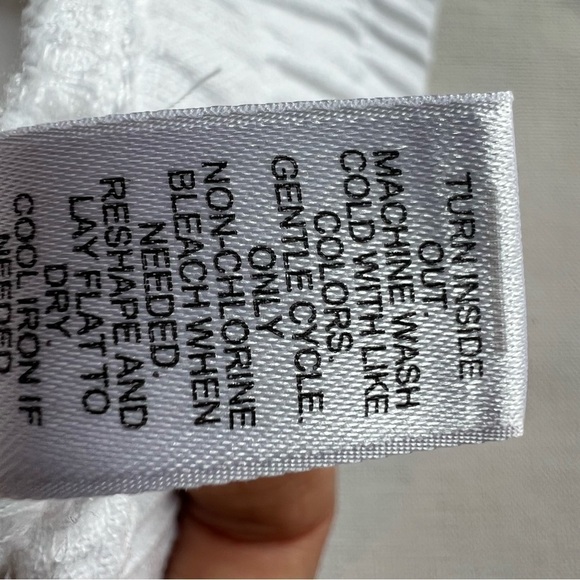 TURN INSIDE
OUT.
MACHINE WASH
COLD WITH LIKE
COLORS.
GENTLE CYCLE.
ONLY
NON-CHLORINE
BLEACH WHEN
NEEDED.
RESHAPE AND
LAY FLAT TO
DRY.
COOL IRON IF
NEEDED